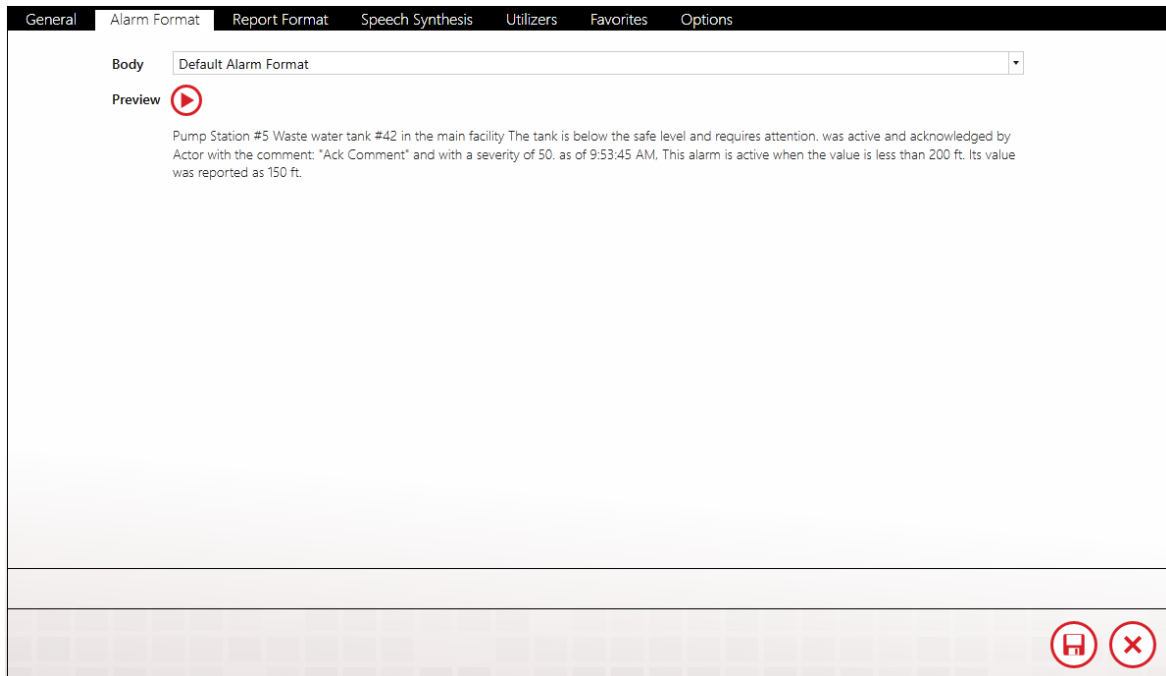 General Alarm Format Report Format Speech Synthesis Utilizers Favorites Options
Body Default Alarm Format
Preview
Pump Station #5 Waste water tank #42 in the main facility The tank is below the safe level and requires attention. was active and acknowledged by
Actor with the comment: "Ack Comment" and with a severity of 50. as of 9:53:45 AM, This alarm is active when the value is less than 200 ft. Its value
was reported as 150 ft.